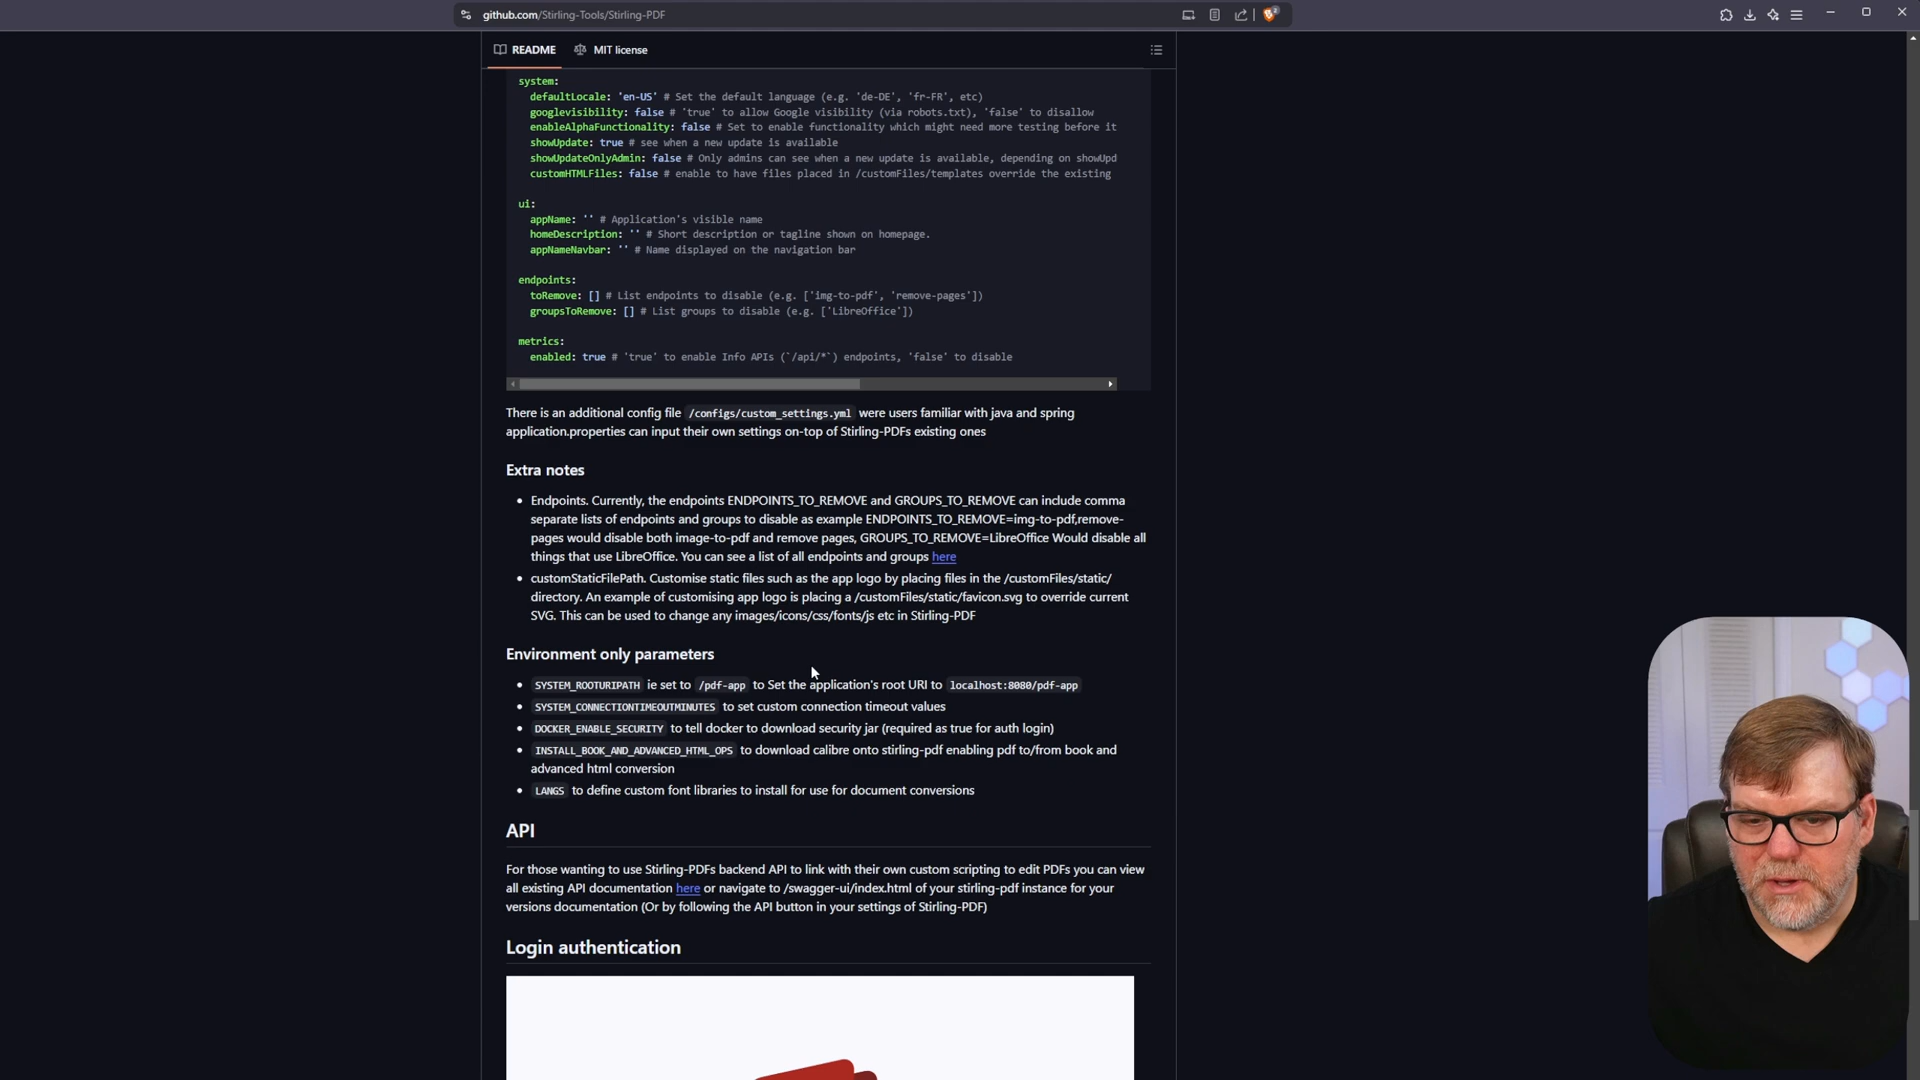 github.com/Stirling-Tools/Stirling-PDF
2
README
MIT license
system:
defaultLocale: 'en-US' # Set the default language (e.g. 'de-DE', 'fr-FR', etc)
googlevisibility: false # 'true' to allow Google visibility (via robots.txt), 'false' to disallow
enableAlphaFunctionality: false # Set to enable functionality which might need more testing before it
showUpdate: true # see when a new update is available
showUpdateOnlyAdmin: false # Only admins can see when a new update is available, depending on showUpd
customHTMLFiles: false # enable to have files placed in /customFiles/templates override the existing
ui:
appName: '' # Application's visible name
homeDescription: '' # Short description or tagline shown on homepage.
appNameNavbar: '' # Name displayed on the navigation bar
endpoints:
toRemove: [] # List endpoints to disable (e.g. ['img-to-pdf', 'remove-pages'])
groupsToRemove: [] # List groups to disable (e.g. ['LibreOffice'])
metrics:
enabled: true # 'true' to enable Info APIs (`/api/*`) endpoints, 'false' to disable
There is an additional config file /configs/custom_settings.yml were users familiar with java and spring
application.properties can input their own settings on-top of Stirling-PDFs existing ones
Extra notes
• Endpoints. Currently, the endpoints ENDPOINTS_TO_REMOVE and GROUPS_TO_REMOVE can include comma
separate lists of endpoints and groups to disable as example ENDPOINTS_TO_REMOVE=img-to-pdf,remove-
pages would disable both image-to-pdf and remove pages, GROUPS_TO_REMOVE=LibreOffice Would disable all
things that use LibreOffice. You can see a list of all endpoints and groups here
• customStaticFilePath. Customise static files such as the app logo by placing files in the /customFiles/static/
directory. An example of customising app logo is placing a /customFiles/static/favicon.svg to override current
SVG. This can be used to change any images/icons/css/fonts/js etc in Stirling-PDF
Environment only parameters
• SYSTEM_ROOTURIPATH ie set to /pdf-app to Set the application's root URI to localhost:8080/pdf-app
• SYSTEM_CONNECTIONTIMEOUTMINUTES to set custom connection timeout values
• DOCKER_ENABLE_SECURITY to tell docker to download security jar (required as true for auth login)
• INSTALL_BOOK_AND_ADVANCED_HTML_OPS to download calibre onto stirling-pdf enabling pdf to/from book and
advanced html conversion
• LANGS to define custom font libraries to install for use for document conversions
API
For those wanting to use Stirling-PDFs backend API to link with their own custom scripting to edit PDFs you can view
all existing API documentation here or navigate to /swagger-ui/index.html of your stirling-pdf instance for your
versions documentation (Or by following the API button in your settings of Stirling-PDF)
Login authentication